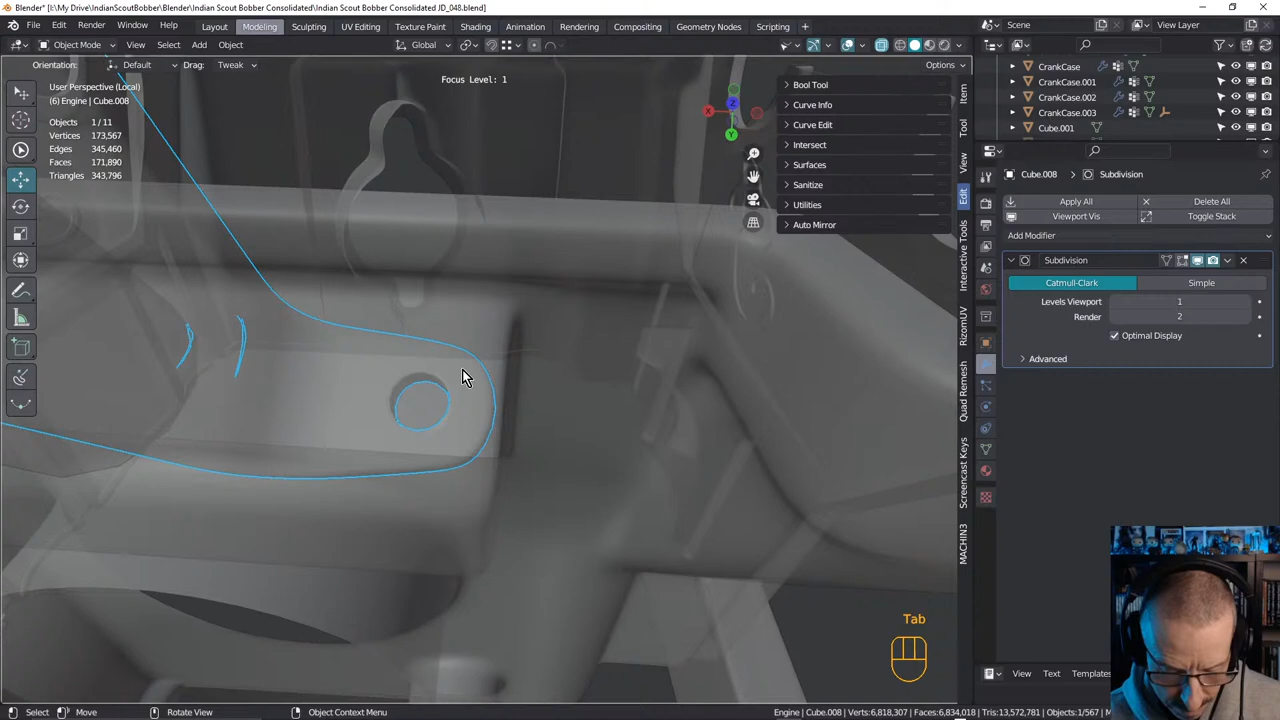 Blender* [I:\My Drive\IndianScoutBobber\Blender\Indian Scout Bobber Consolidated\Indian Scout Bobber Consolidated JD_048.blend]
File Edit Render Window Help Layout Modeling Sculpting UV Editing Texture Paint Shading Animation Rendering Compositing Geometry Nodes Scripting Scene View Layer
Object Mode View Select Add Object Global
Orientation: Default Drag: Tweak Options
User Perspective (Local)
(6) Engine | Cube.008
Focus Level: 1
Objects 1 / 11
Vertices 173,567
Edges 345,460
Faces 171,890
Triangles 343,796
X
Y
Z
Bool Tool
Curve Info
Curve Edit
Intersect
Surfaces
Sanitize
Utilities
Auto Mirror
Item
Tool
View
Edit
Interactive Tools
RizomUV
Quad Remesh
Screencast Keys
MACHIN3
CrankCase
CrankCase.001
CrankCase.002
CrankCase.003
Cube.001
Cube.008 Subdivision
Apply All Delete All
Viewport Vis Toggle Stack
Add Modifier
Subdivision
Catmull-Clark Simple
Levels Viewport 1
Render 2
Optimal Display
Advanced
Tab
View Text Templates
Select Move Rotate View Object Context Menu Engine | Cube.008 | Verts:6,818,307 | Faces:6,834,018 | Tris:13,572,781 | Objects:1/567